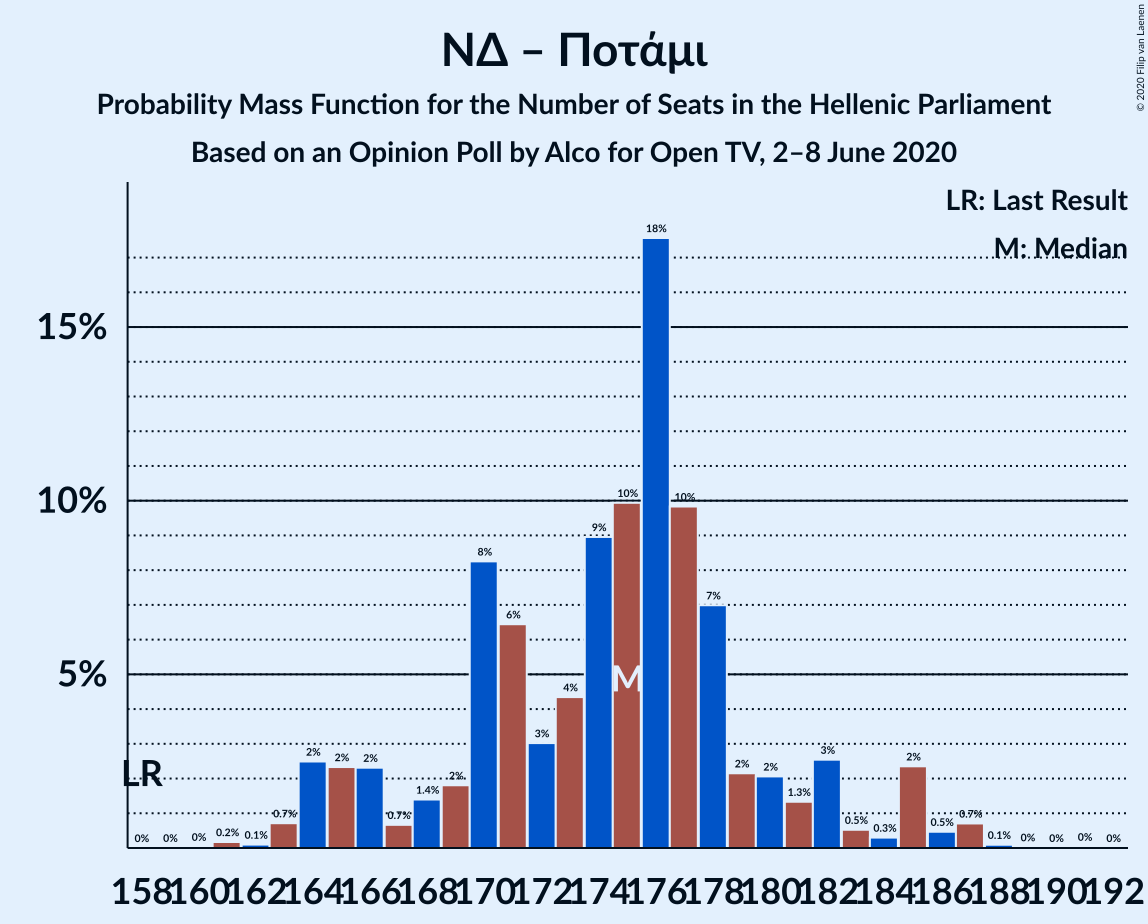 © 2020 Filip van Laenen
ΝΔ – Ποτάμι
Probability Mass Function for the Number of Seats in the Hellenic Parliament
Based on an Opinion Poll by Alco for Open TV, 2–8 June 2020
LR: Last Result
M: Median
15%
10%
5%
LR
M
0% 0% 0% 0.2% 0.1% 0.7% 2% 2% 2% 0.7% 1.4% 2% 8% 6% 3% 4% 9% 10% 18% 10% 7% 2% 2% 1.3% 3% 0.5% 0.3% 2% 0.5% 0.7% 0.1% 0% 0% 0% 0%
158 160 162 164 166 168 170 172 174 176 178 180 182 184 186 188 190 192